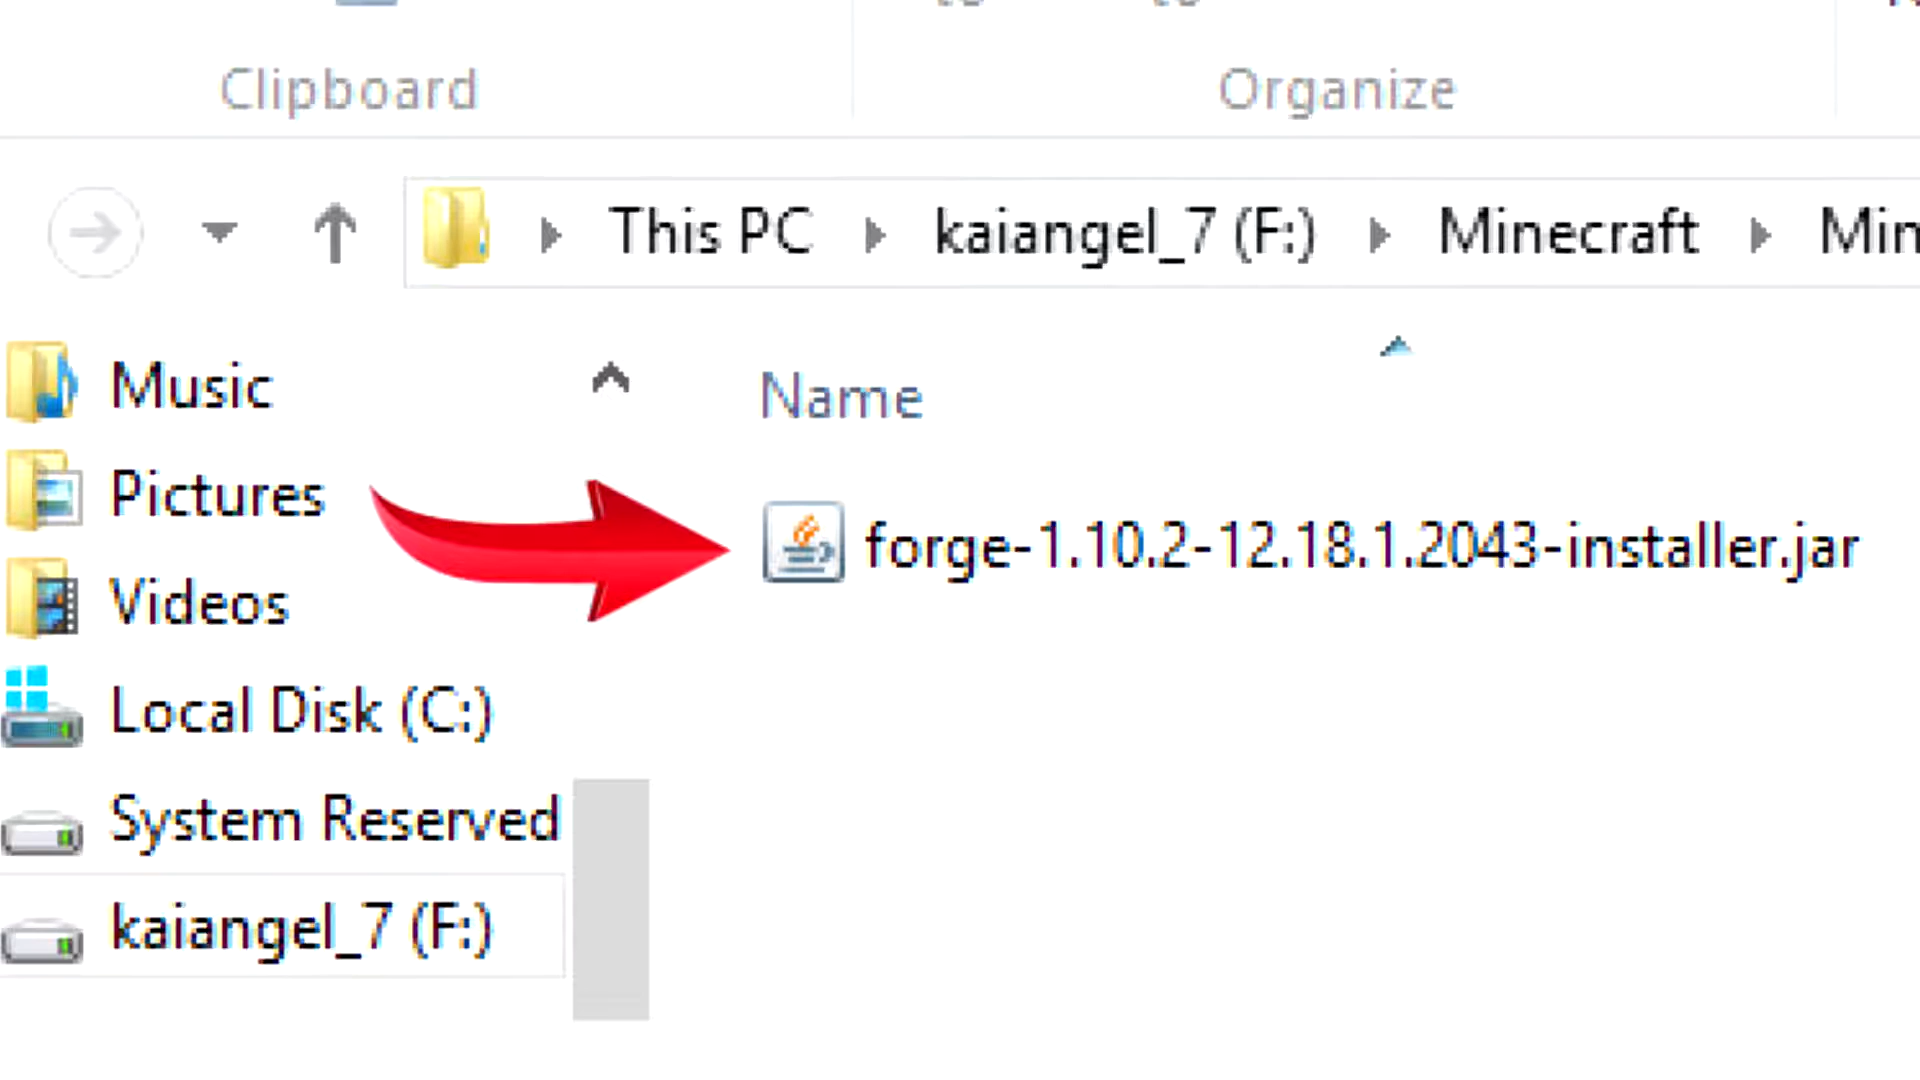 Clipboard Organize
This PC kaiangel_7 (F:) Minecraft Min
Music
Name
Pictures
forge-1.10.2-12.18.1.2043-installer.jar
Videos
Local Disk (C:)
System Reserved
kaiangel_7 (F:)